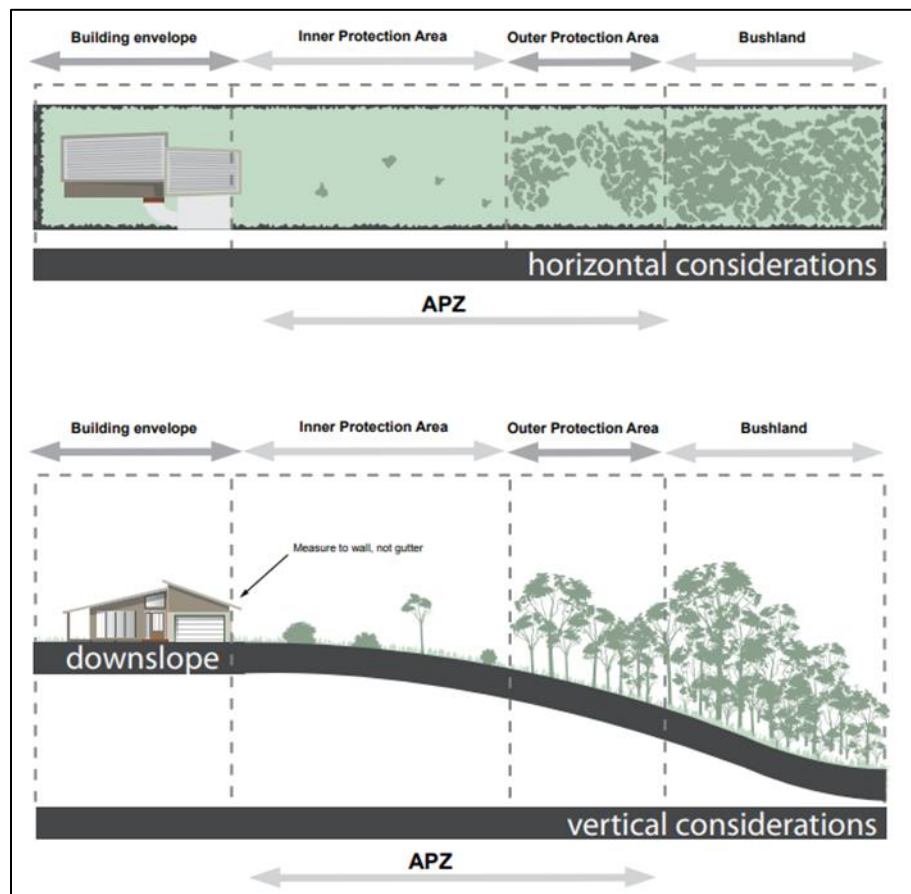 Building envelope
Inner Protection Area
Outer Protection Area
Bushland
horizontal considerations
APZ
Building envelope
Inner Protection Area
Outer Protection Area
Bushland
Measure to wall, not gutter
downslope
vertical considerations
APZ